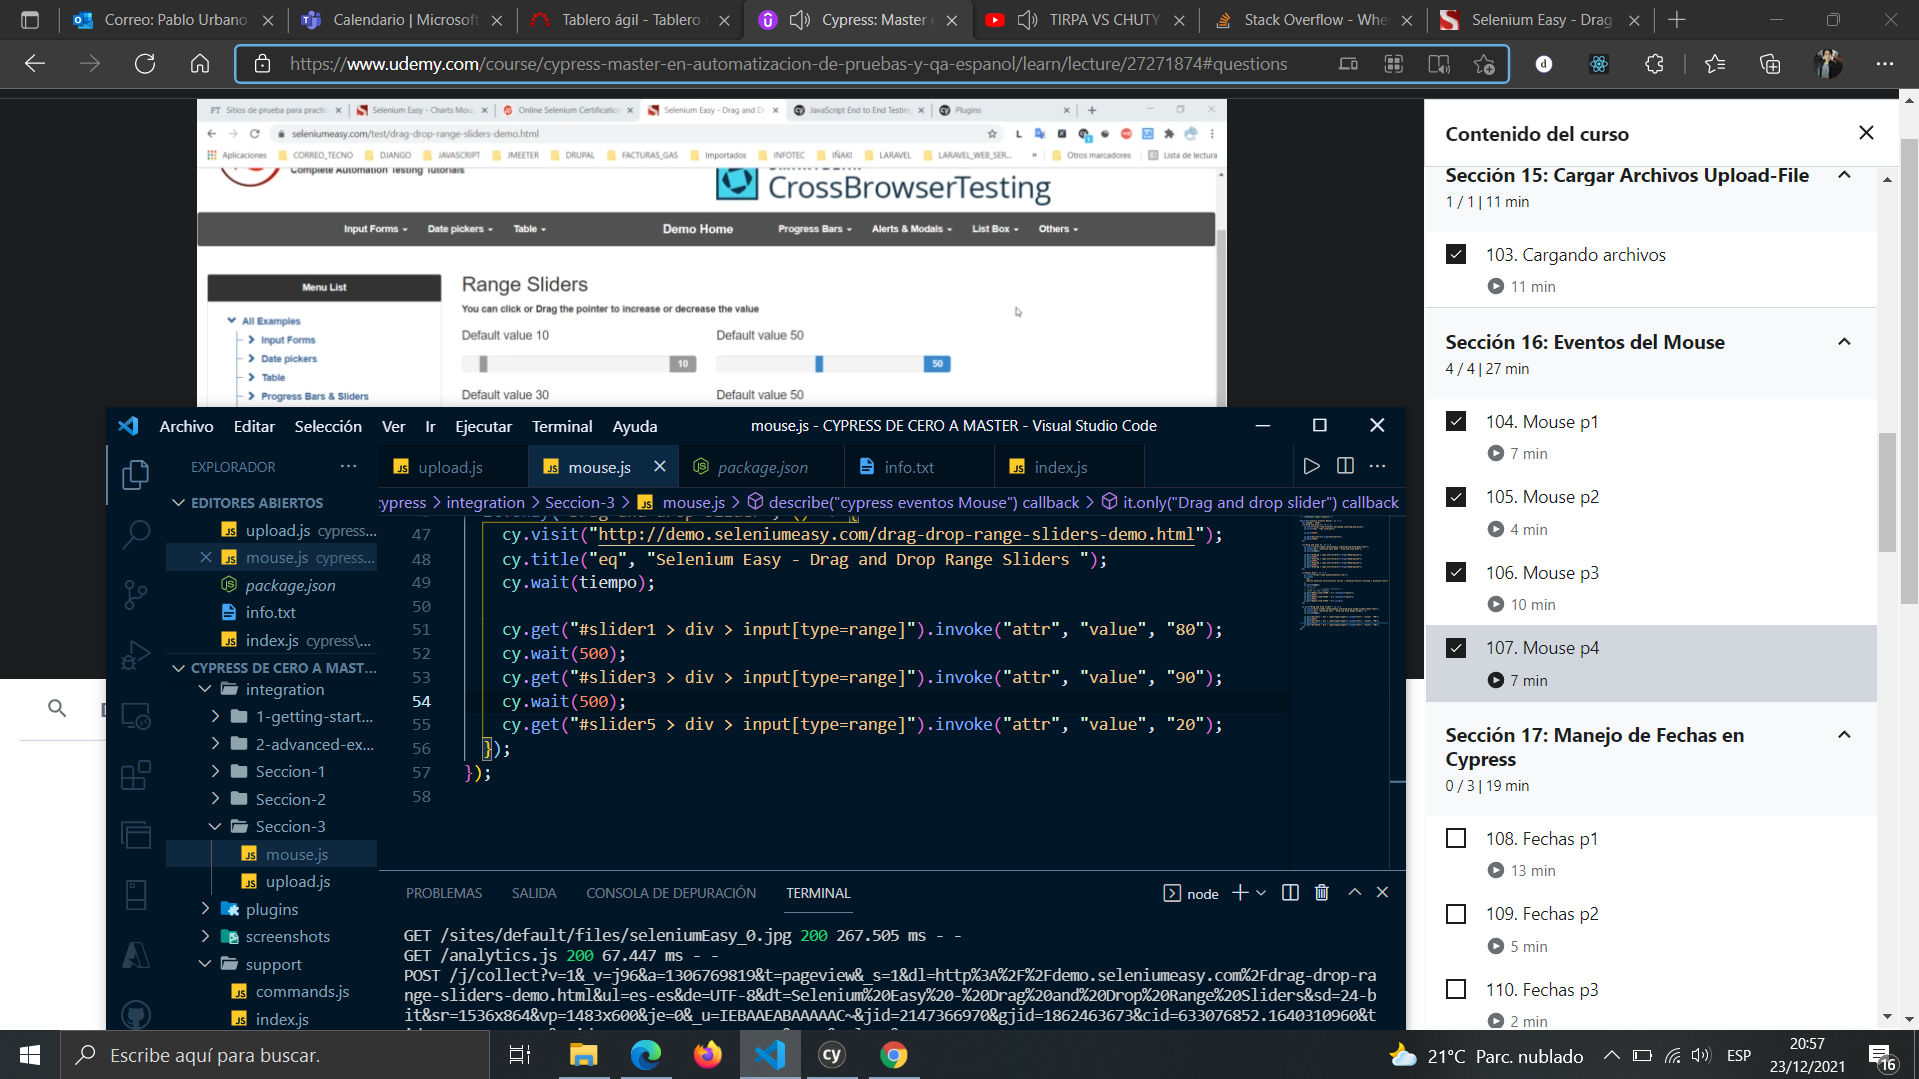 Correo: Pablo Urbano
Calendario | Microsoft
Tablero ágil - Tablero
Cypress: Master e
TIRPA VS CHUTY
Stack Overflow - Whe
Selenium Easy - Drag
https://www.udemy.com/course/cypress-master-en-automatizacion-de-pruebas-y-qa-espanol/learn/lecture/27271874#questions
FT Sitios de prueba para practic
Selenium Easy - Charts Mou
Online Selenium Certification
Selenium Easy - Drag and D
JavaScript End to End Testing
Plugins
seleniumeasy.com/test/drag-drop-range-sliders-demo.html
Aplicaciones
CORREO_TECNO
DJANGO
JAVASCRIPT
JMEETER
DRUPAL
FACTURAS_GAS
Importados
INFOTEC
IÑAKI
LARAVEL
LARAVEL_WEB_SER...
»
Otros marcadores
Lista de lectura
Complete Automation Testing Tutorials
CrossBrowserTesting
Input Forms
Date pickers
Table
Demo Home
Progress Bars
Alerts & Modals
List Box
Others
Menu List
All Examples
Input Forms
Date pickers
Table
Progress Bars & Sliders
Range Sliders
You can click or Drag the pointer to increase or decrease the value
Default value 10
Default value 50
10
50
Default value 30
Default value 50
Contenido del curso
Sección 15: Cargar Archivos Upload-File
1 / 1 | 11 min
103. Cargando archivos
11 min
Sección 16: Eventos del Mouse
4 / 4 | 27 min
104. Mouse p1
7 min
105. Mouse p2
4 min
106. Mouse p3
10 min
107. Mouse p4
7 min
Sección 17: Manejo de Fechas en
Cypress
0 / 3 | 19 min
108. Fechas p1
13 min
109. Fechas p2
5 min
110. Fechas p3
2 min
Archivo Editar Selección Ver Ir Ejecutar Terminal Ayuda
mouse.js - CYPRESS DE CERO A MASTER - Visual Studio Code
EXPLORADOR
EDITORES ABIERTOS
upload.js cypress...
mouse.js cypress...
package.json
info.txt
index.js cypress\...
CYPRESS DE CERO A MAST...
integration
1-getting-start...
2-advanced-ex...
Seccion-1
Seccion-2
Seccion-3
mouse.js
upload.js
plugins
screenshots
support
commands.js
index.js
upload.js
mouse.js
package.json
info.txt
index.js
cypress > integration > Seccion-3 > mouse.js > describe("cypress eventos Mouse") callback > it.only("Drag and drop slider") callback
47 cy.visit("http://demo.seleniumeasy.com/drag-drop-range-sliders-demo.html");
48 cy.title("eq", "Selenium Easy - Drag and Drop Range Sliders ");
49 cy.wait(tiempo);
50
51 cy.get("#slider1 > div > input[type=range]").invoke("attr", "value", "80");
52 cy.wait(500);
53 cy.get("#slider3 > div > input[type=range]").invoke("attr", "value", "90");
54 cy.wait(500);
55 cy.get("#slider5 > div > input[type=range]").invoke("attr", "value", "20");
56 });
57 });
58
PROBLEMAS SALIDA CONSOLA DE DEPURACIÓN TERMINAL
node
GET /sites/default/files/seleniumEasy_0.jpg 200 267.505 ms - -
GET /analytics.js 200 67.447 ms - -
POST /j/collect?v=1&_v=j96&a=1306769819&t=pageview&_s=1&dl=http%3A%2F%2Fdemo.seleniumeasy.com%2Fdrag-drop-ra
nge-sliders-demo.html&ul=es-es&de=UTF-8&dt=Selenium%20Easy%20-%20Drag%20and%20Drop%20Range%20Sliders&sd=24-b
it&sr=1536x864&vp=1483x600&je=0&_u=IEBAAEABAAAAAC~&jid=2147366970&gjid=1862463673&cid=633076852.1640310960&t
Escribe aquí para buscar.
cy
21°C Parc. nublado
ESP
20:57
23/12/2021
16